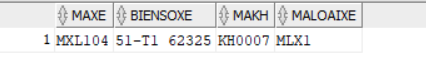 MAXE BIENSOXE MAKH MALOAIXE
1 MXL104 51-T1 62325 KH0007 MLX1